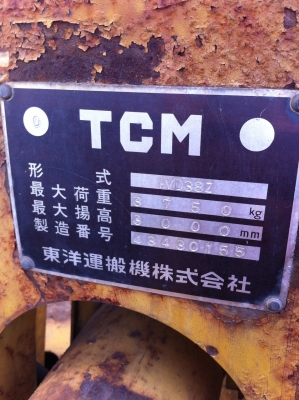 TCM
形式
最大荷重 3750 kg
最大揚高 3000 mm
製造番号 43430155
東洋運搬機株式会社